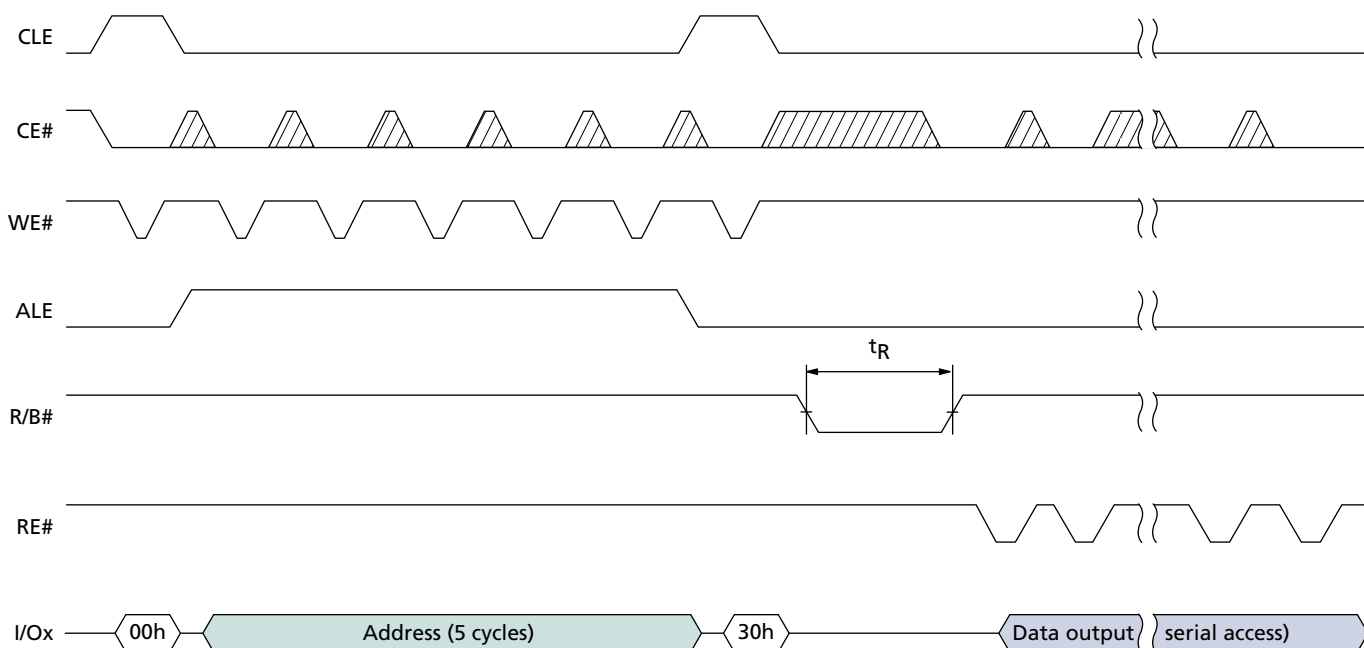 CLE
CE#
WE#
ALE
tR
R/B#
RE#
I/Ox 00h Address (5 cycles) 30h Data output ( serial access)